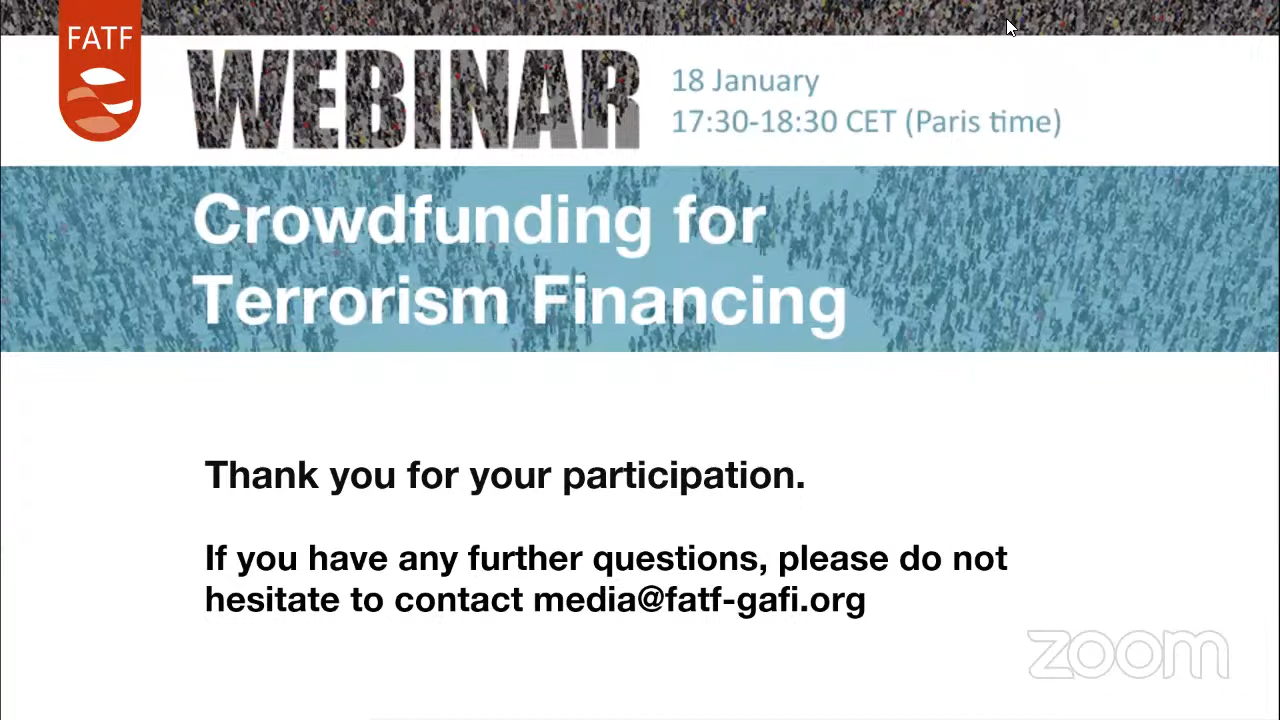 FATF
WEBINAR
18 January
17:30-18:30 CET (Paris time)
Crowdfunding for
Terrorism Financing
Thank you for your participation.
If you have any further questions, please do not
hesitate to contact media@fatf-gafi.org
zoom